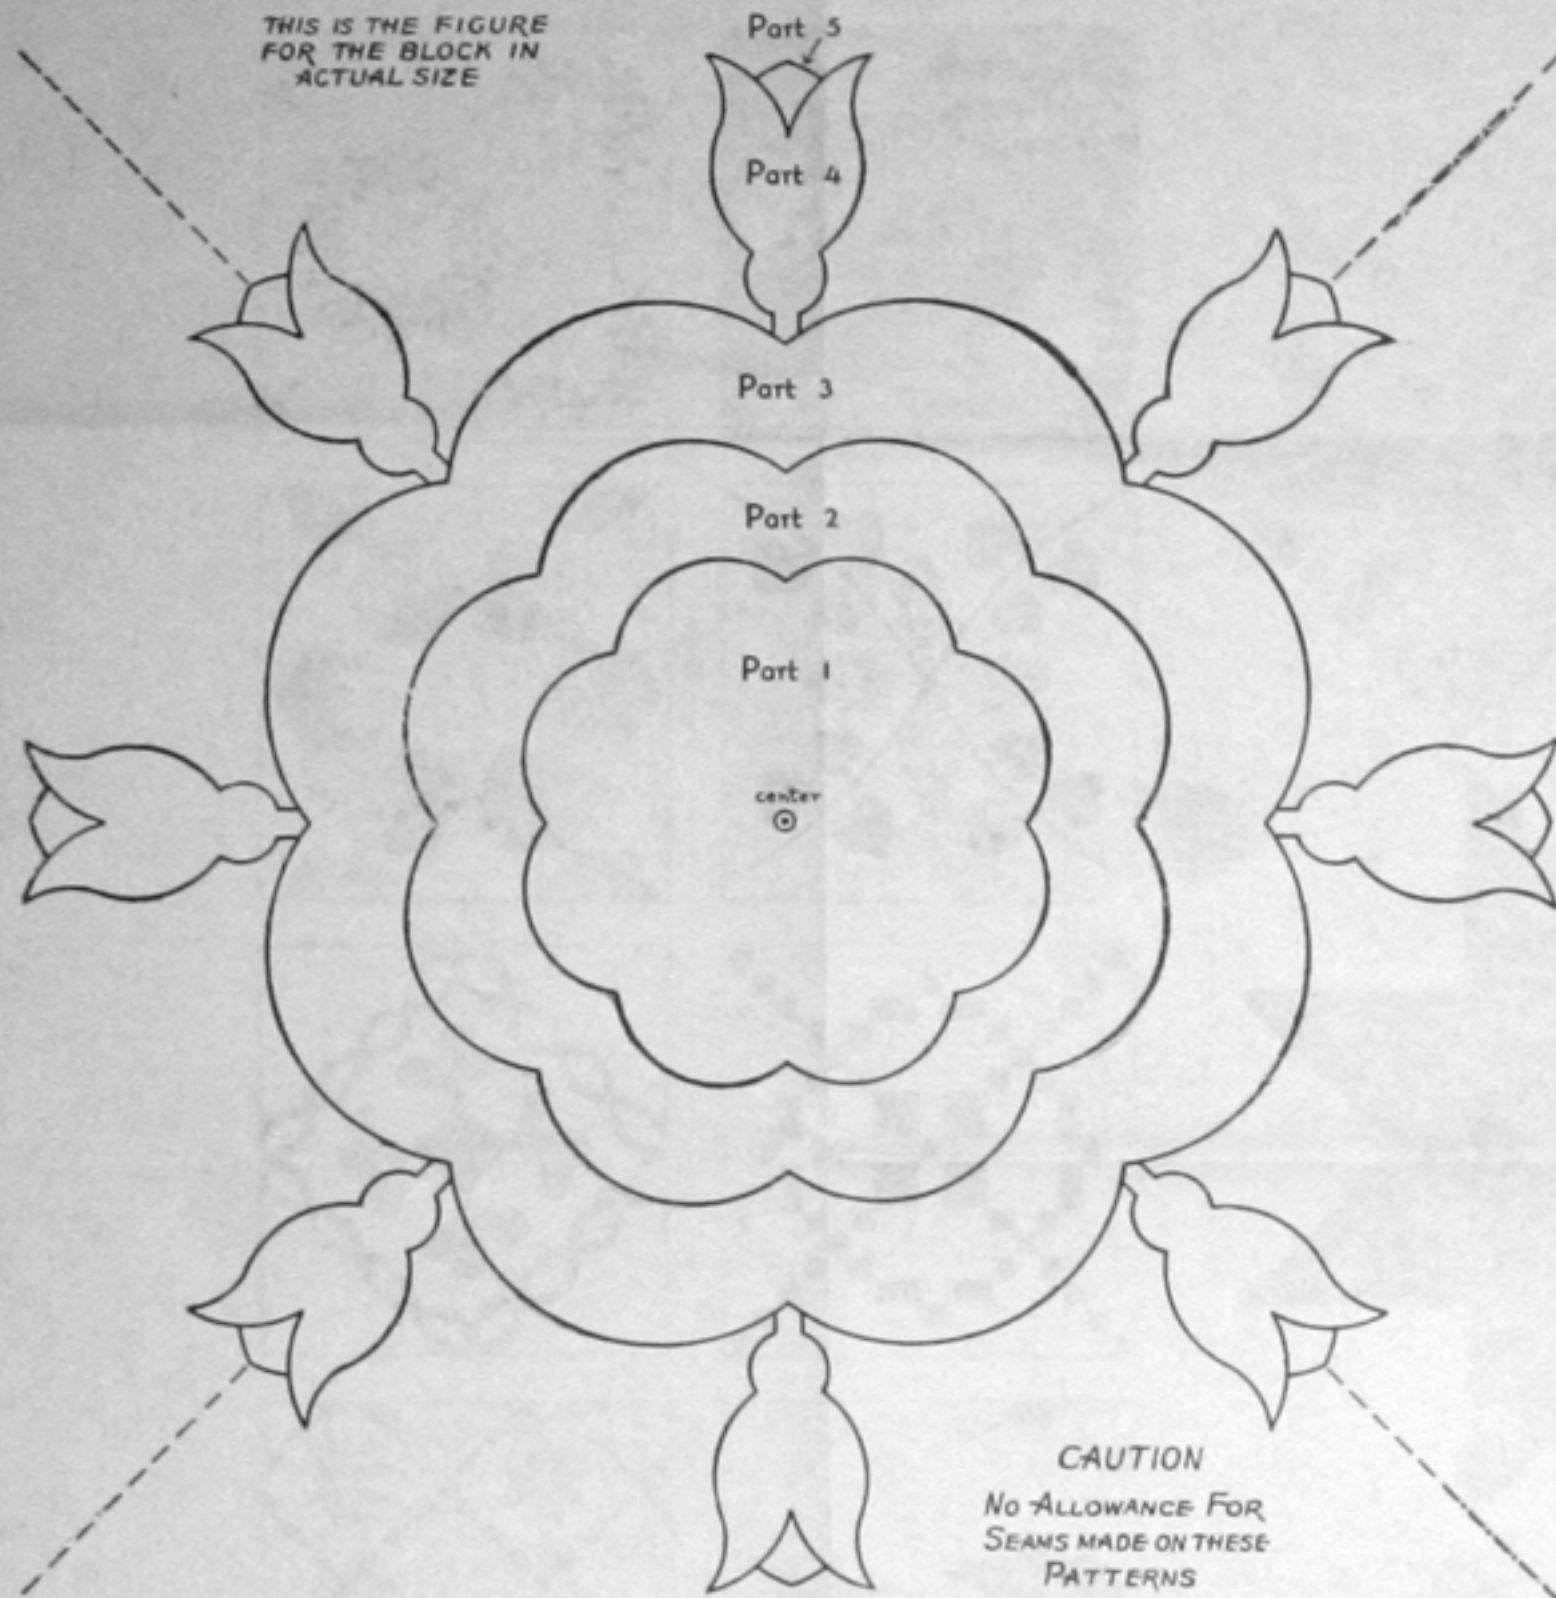 THIS IS THE FIGURE
FOR THE BLOCK IN
ACTUAL SIZE
Part 5
Part 4
Part 3
Part 2
Part 1
center
CAUTION
NO ALLOWANCE FOR
SEAMS MADE ON THESE
PATTERNS